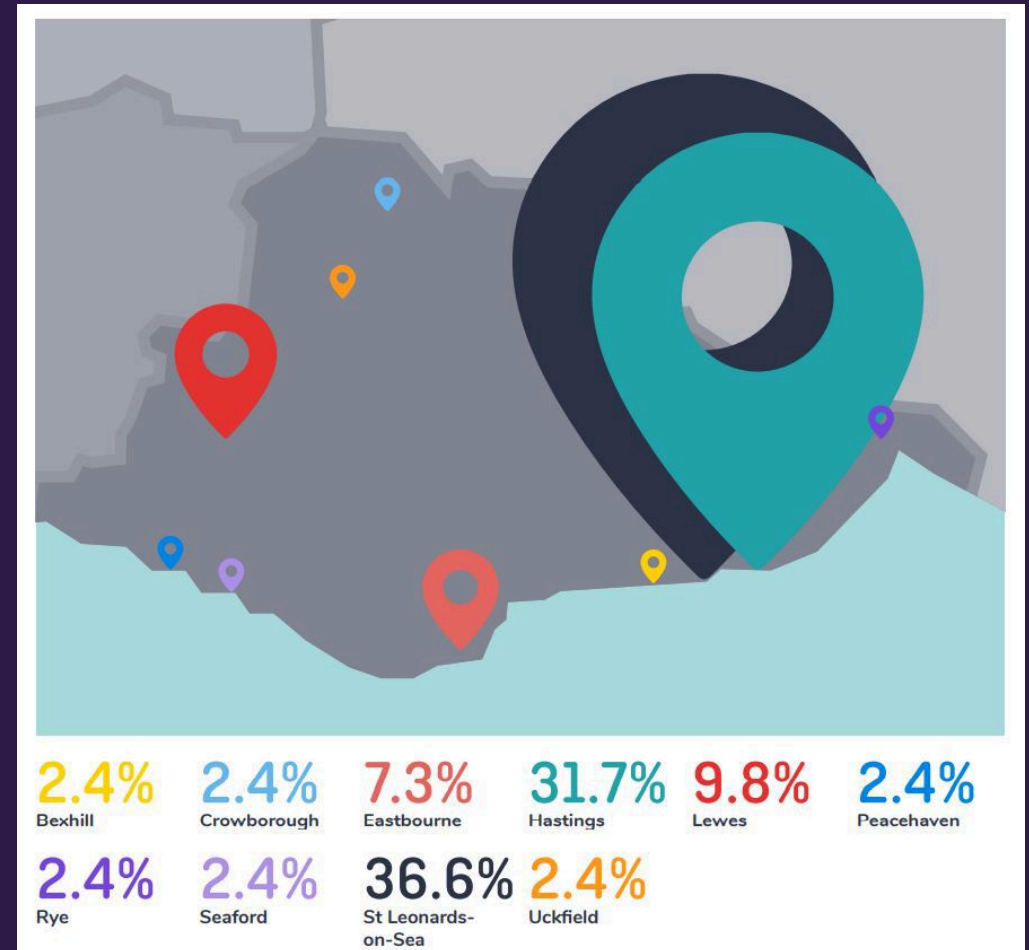 2.4% 2.4% 7.3% 31.7% 9.8% 2.4%
Bexhill Crowborough Eastbourne Hastings Lewes Peacehaven
2.4% 2.4% 36.6% 2.4%
Rye Seaford St Leonards- Uckfield
on-Sea